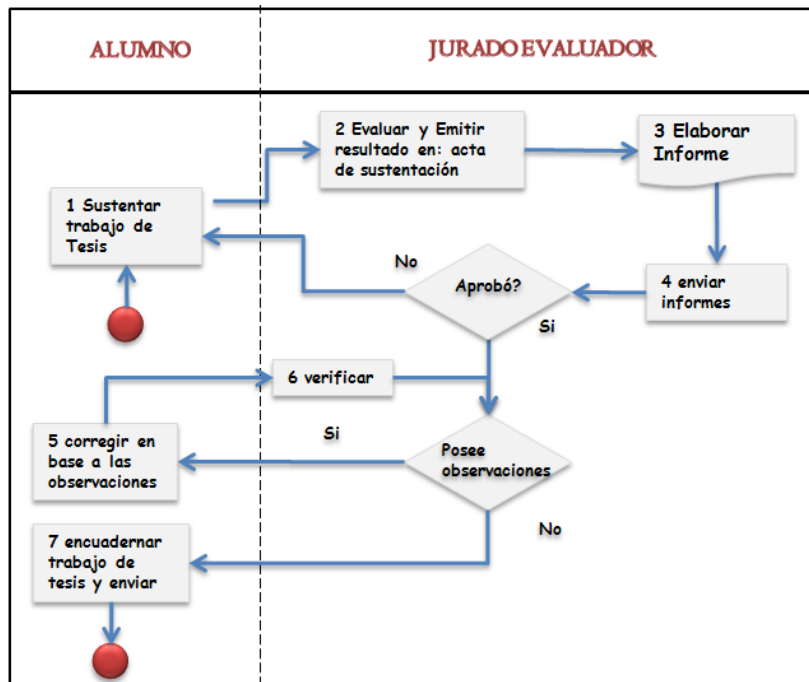 ALUMNO
JURADO EVALUADOR
2 Evaluar y Emitir
resultado en: acta
de sustentación
3 Elaborar
Informe
1 Sustentar
trabajo de
Tesis
No
Aprobó?
4 enviar
informes
Si
6 verificar
5 corregir en
base a las
observaciones
Si
Posee
observaciones
No
7 encuadernar
trabajo de
tesis y enviar